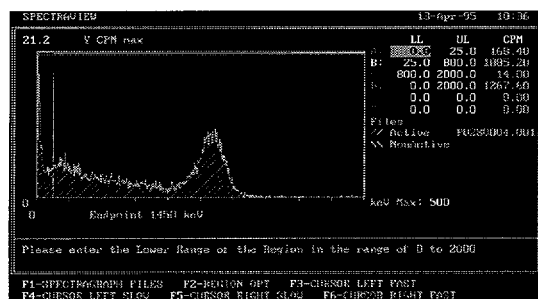 SPECTRAVIEW 13-Apr-95 10:36
21.2 Y CPM max
LL UL CPM
A: 0.0 25.0 168.40
B: 25.0 800.0 1085.20
800.0 2000.0 14.00
0.0 2000.0 1267.60
0.0 0.0 0.00
0.0 0.0 0.00
Files
// Active
\\ Nonactive
keV Max: 500
0
0 Endpoint 1450 keV
Please enter the Lower Range of the Region in the range of 0 to 2000
F1-SPECTRAGRAPH FILES F2-REGION OPT F3-CURSOR LEFT FAST
F4-CURSOR LEFT SLOW F5-CURSOR RIGHT SLOW F6-CURSOR RIGHT FAST